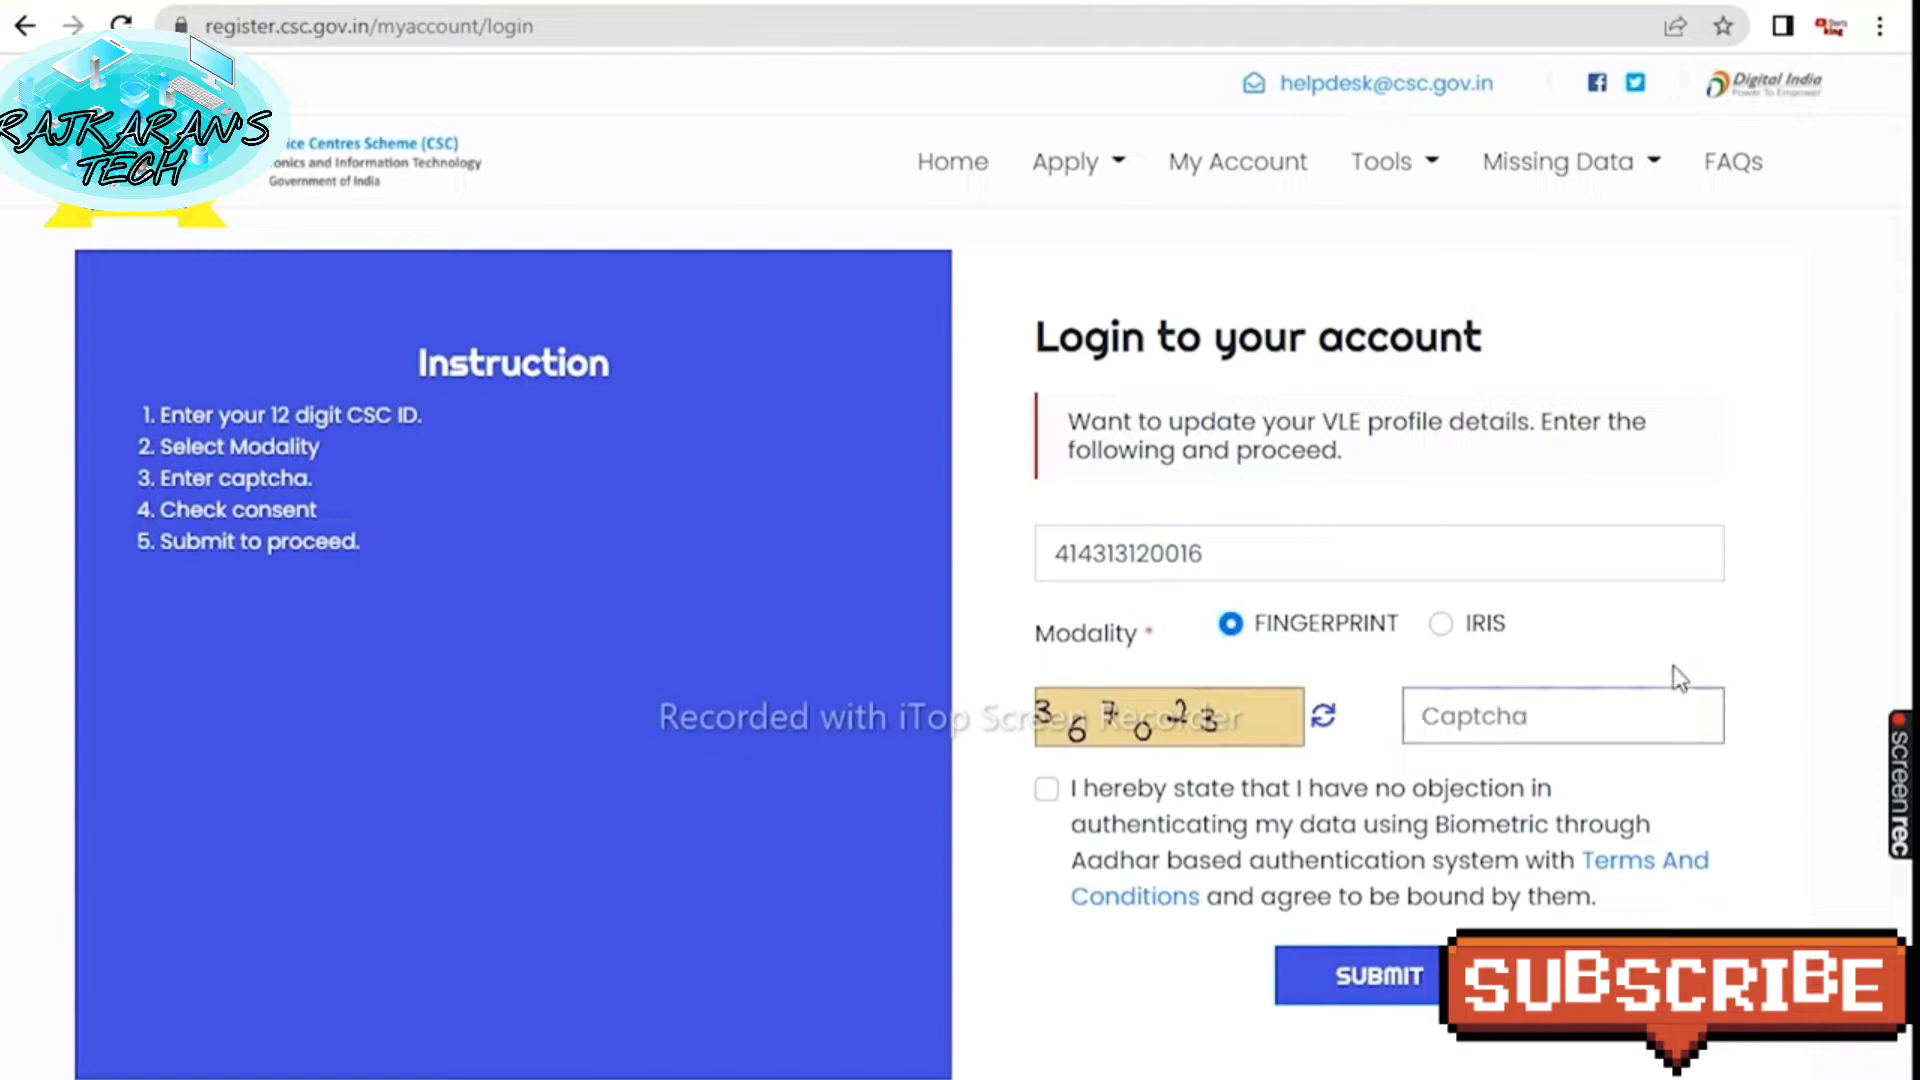 register.csc.gov.in/myaccount/login
helpdesk@csc.gov.in
Digital India
Power To Empower
RAJKARAN'S
TECH
ice Centres Scheme (CSC)
onics and Information Technology
Government of India
Home Apply My Account Tools Missing Data FAQs
Instruction
1. Enter your 12 digit CSC ID.
2. Select Modality
3. Enter captcha.
4. Check consent
5. Submit to proceed.
Login to your account
Want to update your VLE profile details. Enter the
following and proceed.
414313120016
Modality * FINGERPRINT IRIS
367023
Captcha
Recorded with iTop Screen Recorder
I hereby state that I have no objection in
authenticating my data using Biometric through
Aadhar based authentication system with Terms And
Conditions and agree to be bound by them.
SUBMIT
SUBSCRIBE
screenrec